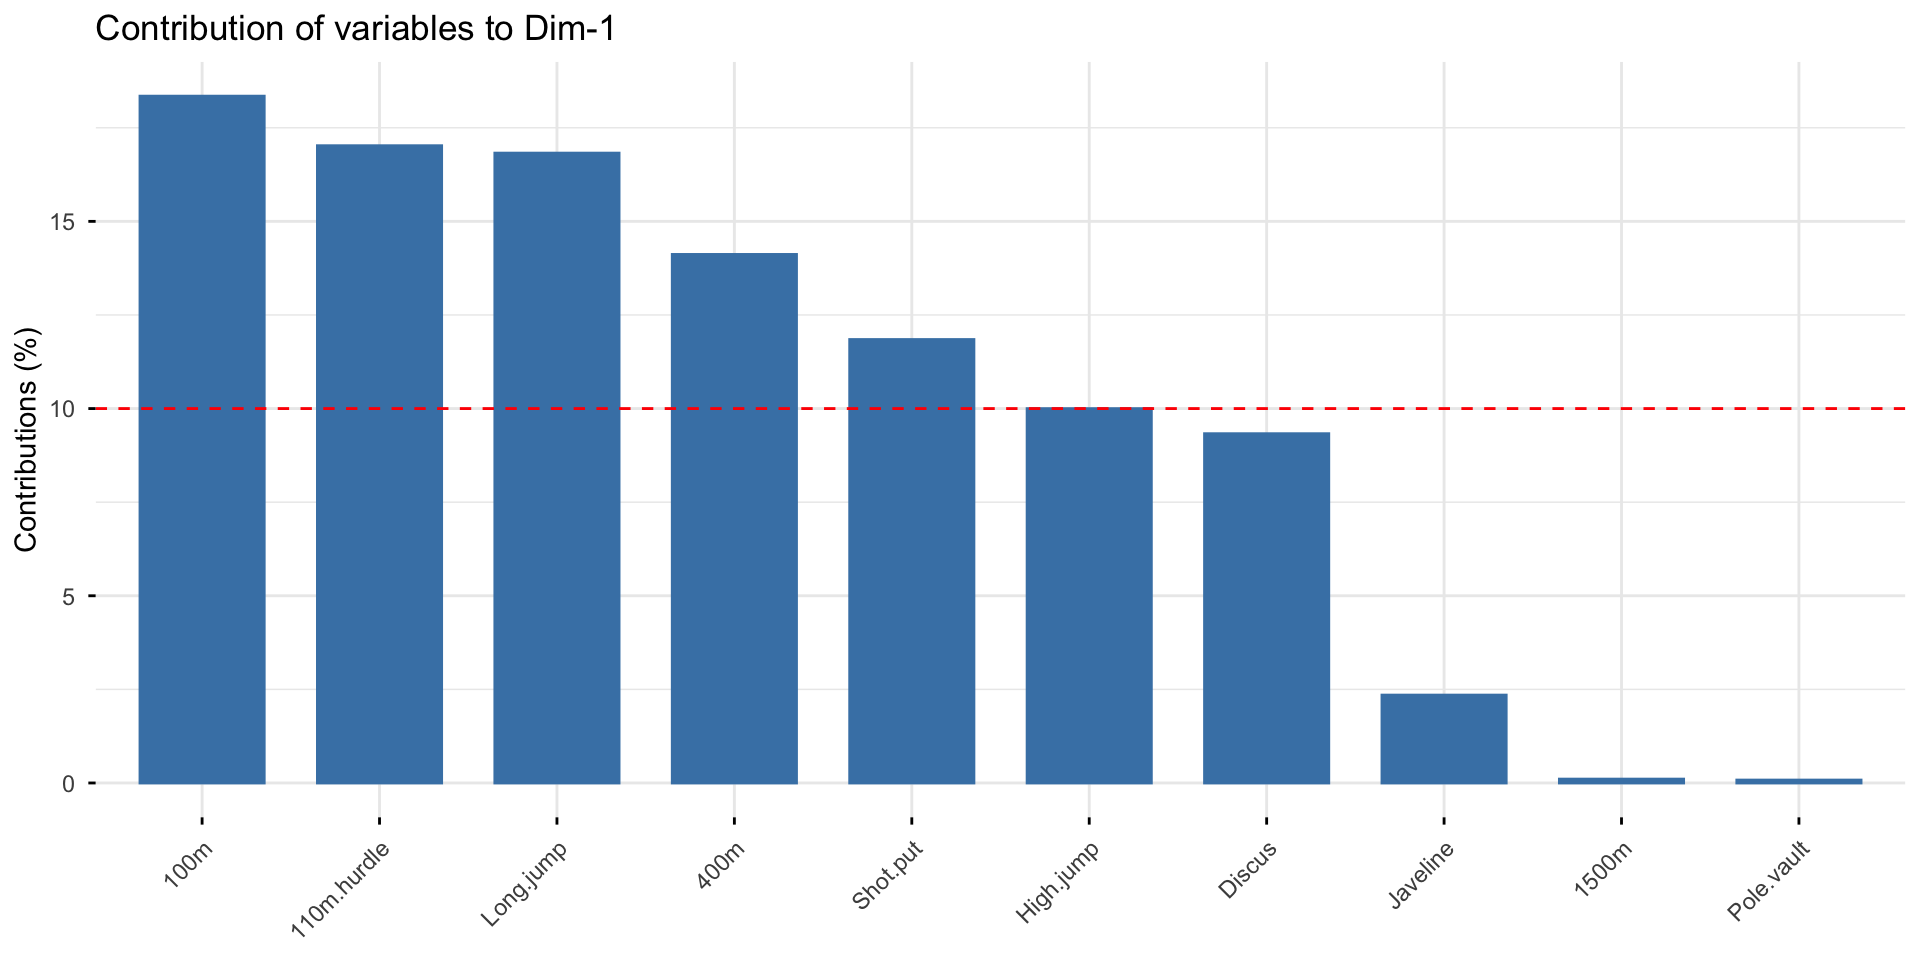 Contribution of variables to Dim-1
Contributions (%)
15
10
5
0
100m
110m.hurdle
Long.jump
400m
Shot.put
High.jump
Discus
Javeline
1500m
Pole.vault